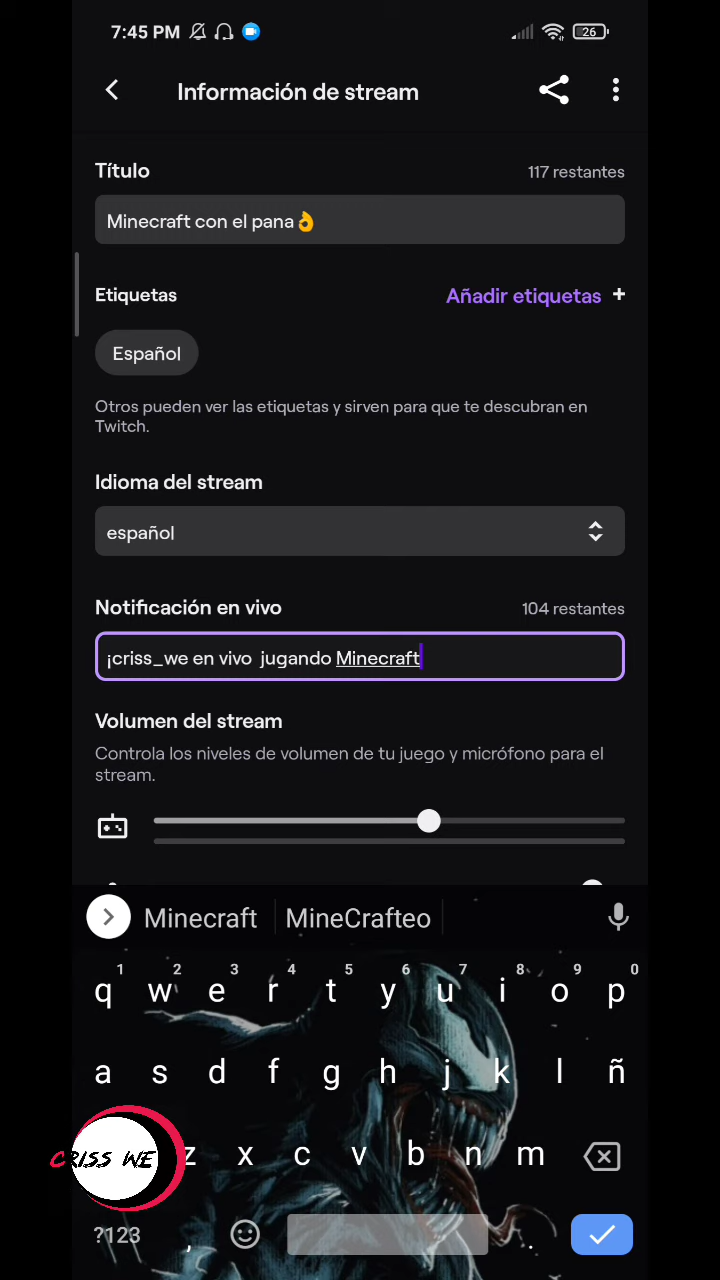 7:45 PM 26
Información de stream
Título 117 restantes
Minecraft con el pana👌
Etiquetas Añadir etiquetas +
Español
Otros pueden ver las etiquetas y sirven para que te descubran en
Twitch.
Idioma del stream
español
Notificación en vivo 104 restantes
¡criss_we en vivo  jugando Minecraft
Volumen del stream
Controla los niveles de volumen de tu juego y micrófono para el
stream.
Minecraft MineCrafteo
1 2 3 4 5 6 7 8 9 0
q w e r t y u i o p
a s d f g h j k l ñ
CRISS WE z x c v b n m
?123 , .